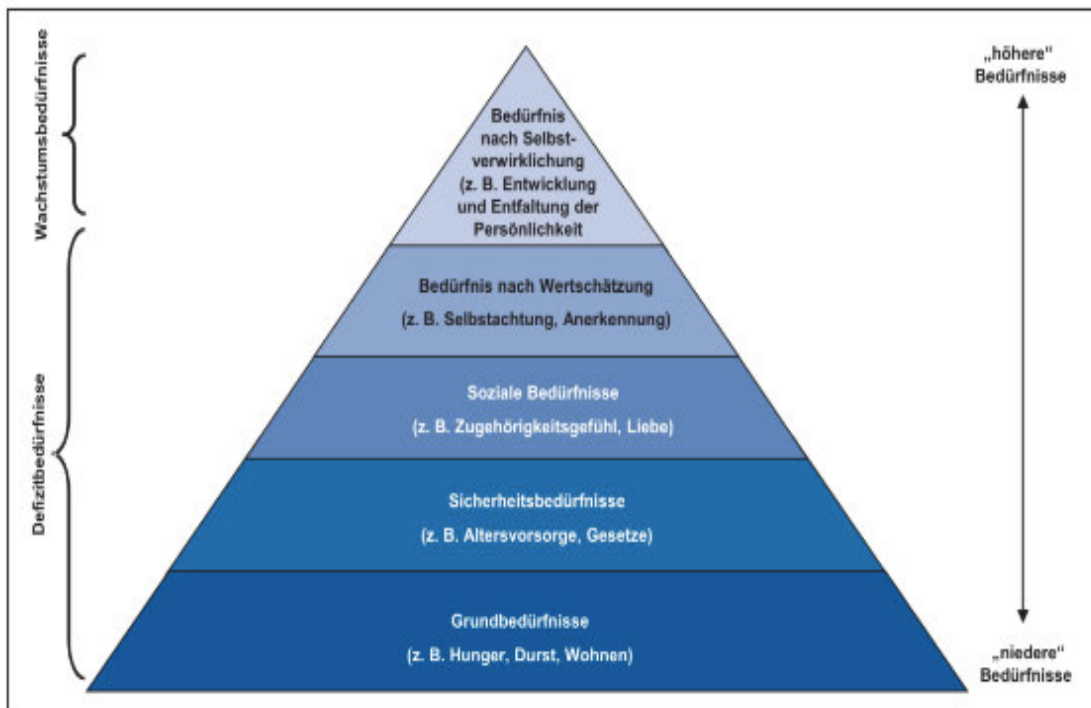 Wachstumsbedürfnisse
Defizitbedürfnisse
Bedürfnis
nach Selbst-
verwirklichung
(z. B. Entwicklung
und Entfaltung der
Persönlichkeit
Bedürfnis nach Wertschätzung
(z. B. Selbstachtung, Anerkennung)
Soziale Bedürfnisse
(z. B. Zugehörigkeitsgefühl, Liebe)
Sicherheitsbedürfnisse
(z. B. Altersvorsorge, Gesetze)
Grundbedürfnisse
(z. B. Hunger, Durst, Wohnen)
„höhere“
Bedürfnisse
„niedere“
Bedürfnisse